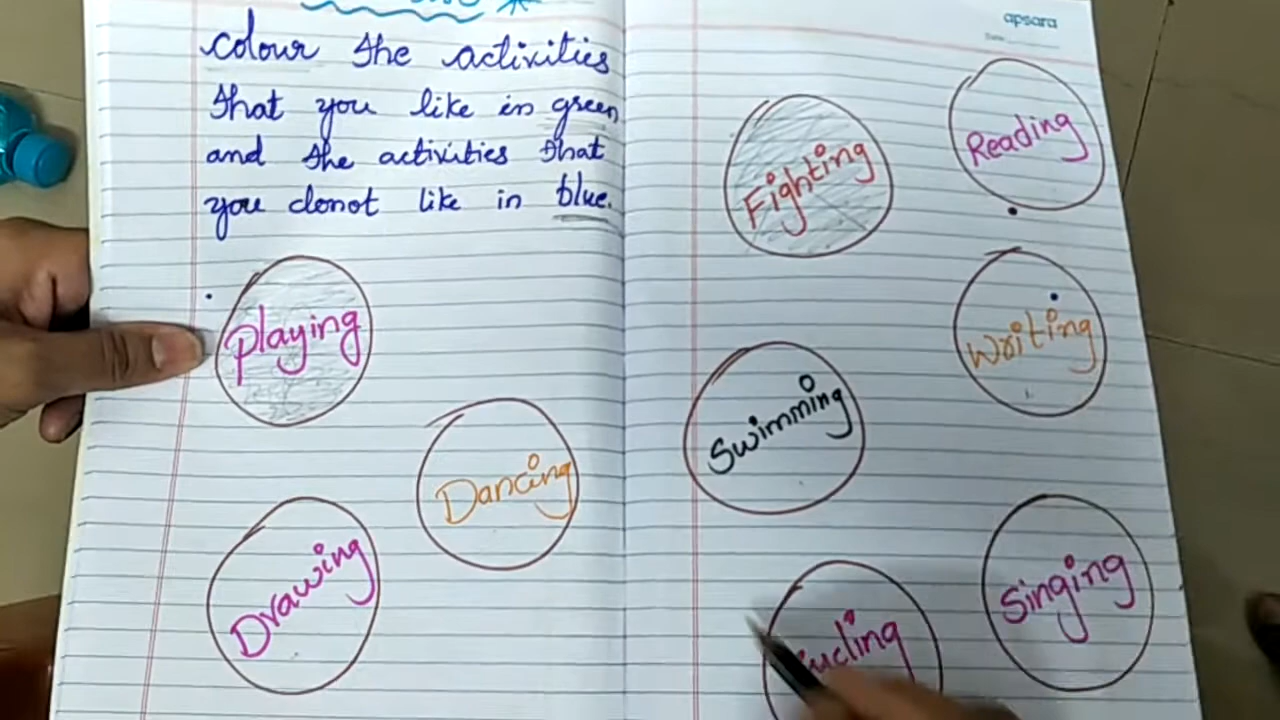 colour the activities
that you like in green
and the activities that
you donot like in blue.
Playing
Dancing
Drawing
apsara
Date
Fighting
Reading
Writing
Swimming
Singing